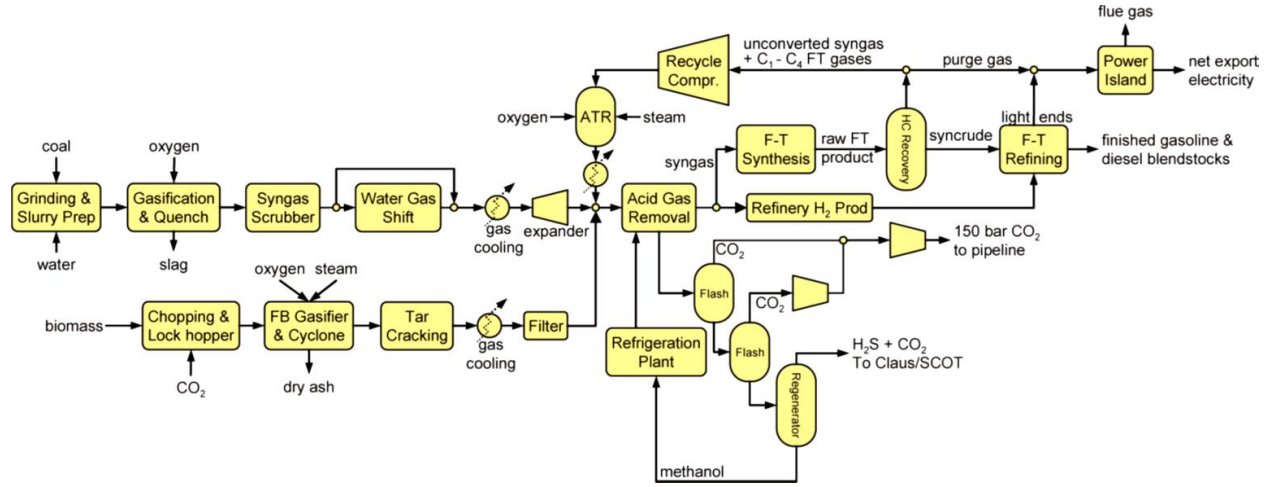 flue gas
unconverted syngas
+ C₁ - C₄ FT gases
Recycle
Compr.
purge gas
Power
Island
net export
electricity
oxygen
ATR
steam
light ends
coal
oxygen
syngas
F-T
Synthesis
raw FT
product
HC Recovery
syncrude
F-T
Refining
finished gasoline &
diesel blendstocks
Grinding &
Slurry Prep
Gasification
& Quench
Syngas
Scrubber
Water Gas
Shift
gas
cooling
expander
Acid Gas
Removal
Refinery H₂ Prod
water
slag
CO₂
150 bar CO₂
to pipeline
oxygen steam
Flash
CO₂
biomass
Chopping &
Lock hopper
FB Gasifier
& Cyclone
Tar
Cracking
gas
cooling
Filter
Refrigeration
Plant
Flash
H₂S + CO₂
To Claus/SCOT
CO₂
dry ash
Regenerator
methanol